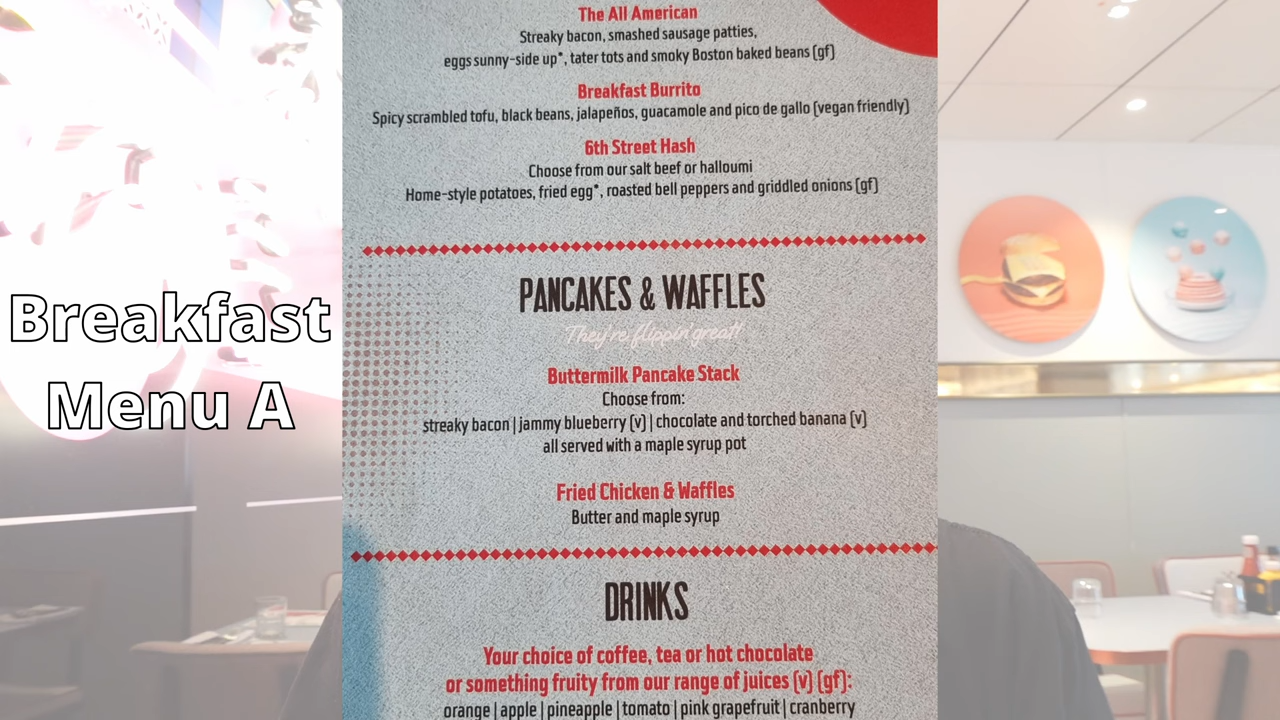 Breakfast
Menu A
The All American
Streaky bacon, smashed sausage patties,
eggs sunny-side up*, tater tots and smoky Boston baked beans (gf)
Breakfast Burrito
Spicy scrambled tofu, black beans, jalapeños, guacamole and pico de gallo (vegan friendly)
6th Street Hash
Choose from our salt beef or halloumi
Home-style potatoes, fried egg*, roasted bell peppers and griddled onions (gf)
PANCAKES & WAFFLES
They're flippin' great!
Buttermilk Pancake Stack
Choose from:
streaky bacon | jammy blueberry (v) | chocolate and torched banana (v)
all served with a maple syrup pot
Fried Chicken & Waffles
Butter and maple syrup
DRINKS
Your choice of coffee, tea or hot chocolate
or something fruity from our range of juices (v) (gf):
orange | apple | pineapple | tomato | pink grapefruit | cranberry